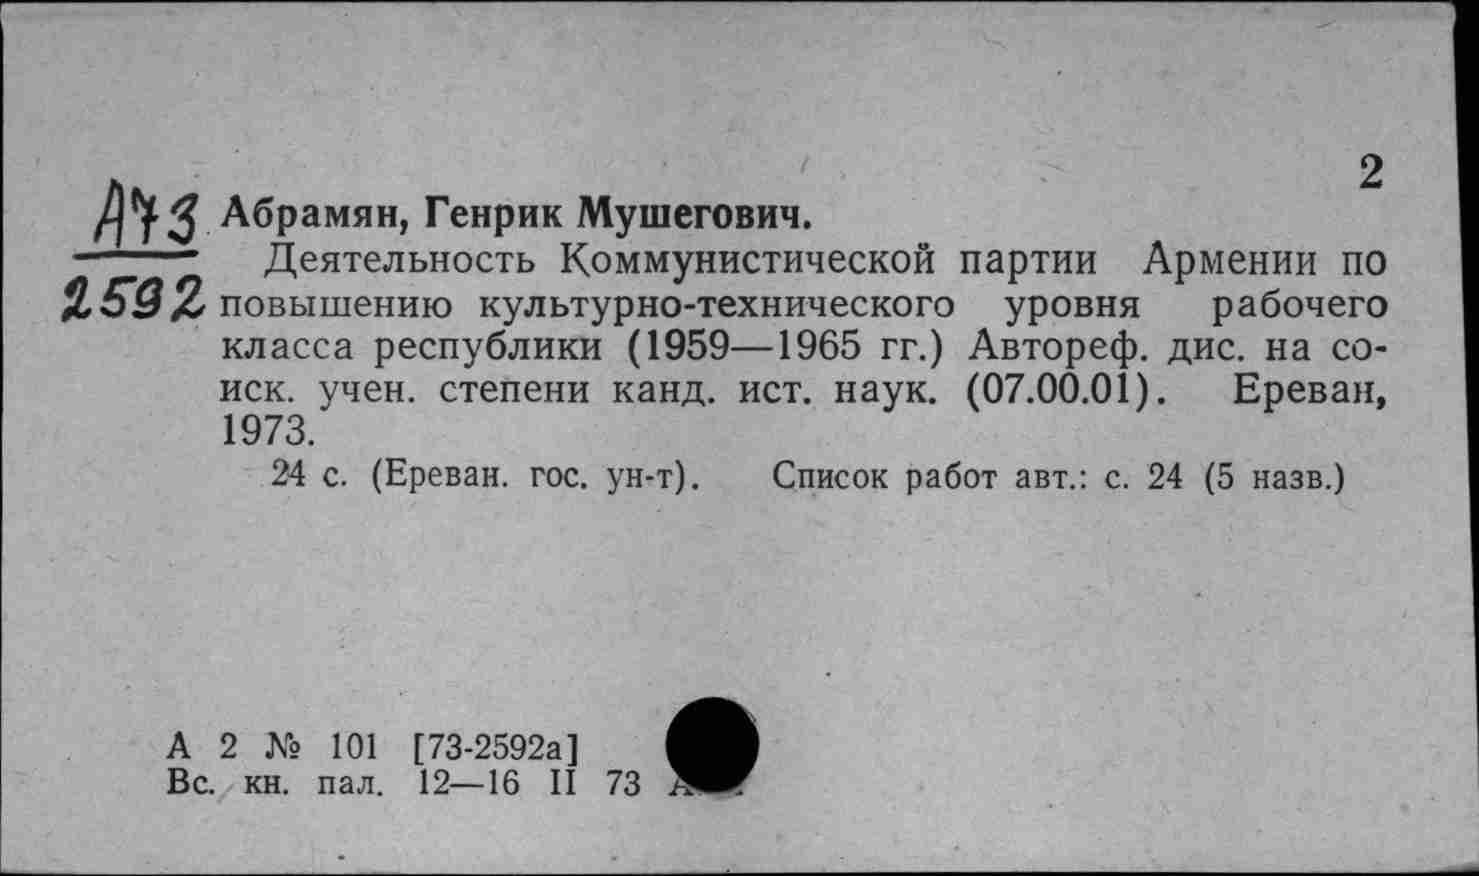 2
А73 Абрамян, Генрик Мушегович.
Деятельность Коммунистической партии Армении по
2592 повышению культурно-технического уровня рабочего
класса республики (1959—1965 гг.) Автореф. дис. на со-
иск. учен. степени канд. ист. наук. (07.00.01). Ереван,
1973.
24 с. (Ереван. гос. ун-т). Список работ авт.: с. 24 (5 назв.)
А 2 № 101 [73-2592а]
Вс. кн. пал. 12—16 II 73